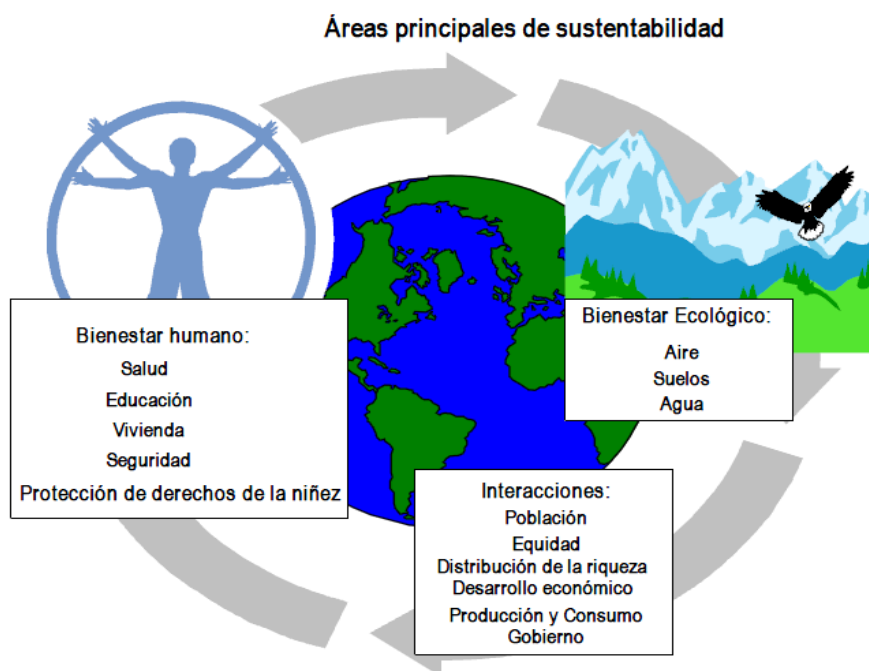 Áreas principales de sustentabilidad
Bienestar humano:
Salud
Educación
Vivienda
Seguridad
Protección de derechos de la niñez
Bienestar Ecológico:
Aire
Suelos
Agua
Interacciones:
Población
Equidad
Distribución de la riqueza
Desarrollo económico
Producción y Consumo
Gobierno